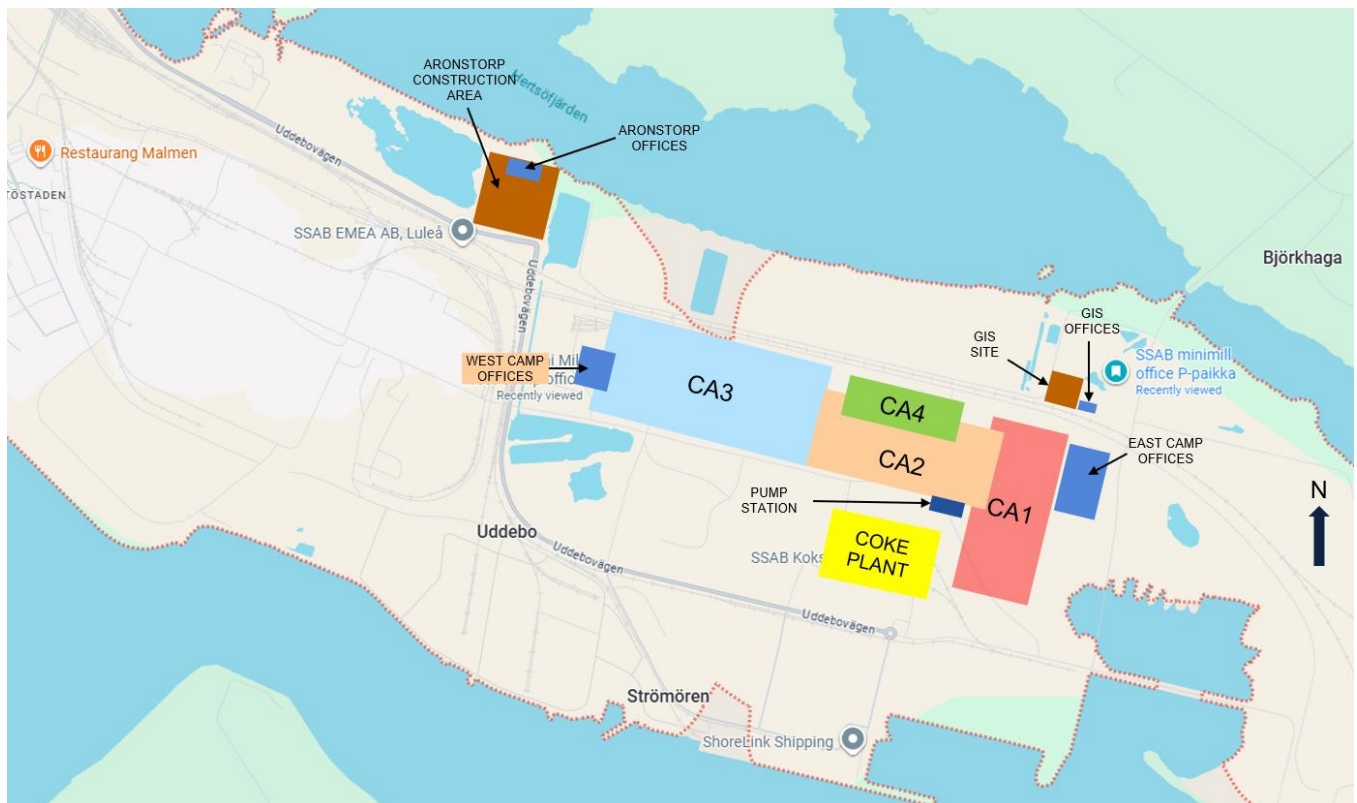 ARONSTORP
CONSTRUCTION
AREA
Hertsöfjärden
ARONSTORP
OFFICES
Uddebovägen
Restaurang Malmen
TÖSTADEN
SSAB EMEA AB, Luleå
Uddebovägen
Björkhaga
GIS
OFFICES
GIS
SITE
SSAB minimill
office P-paikka
Recently viewed
WEST CAMP
OFFICES
Recently viewed
CA3
CA4
CA2
CA1
EAST CAMP
OFFICES
PUMP
STATION
N
Uddebo
COKE
PLANT
SSAB Koks
Uddebovägen
Uddebovägen
Strömören
ShoreLink Shipping